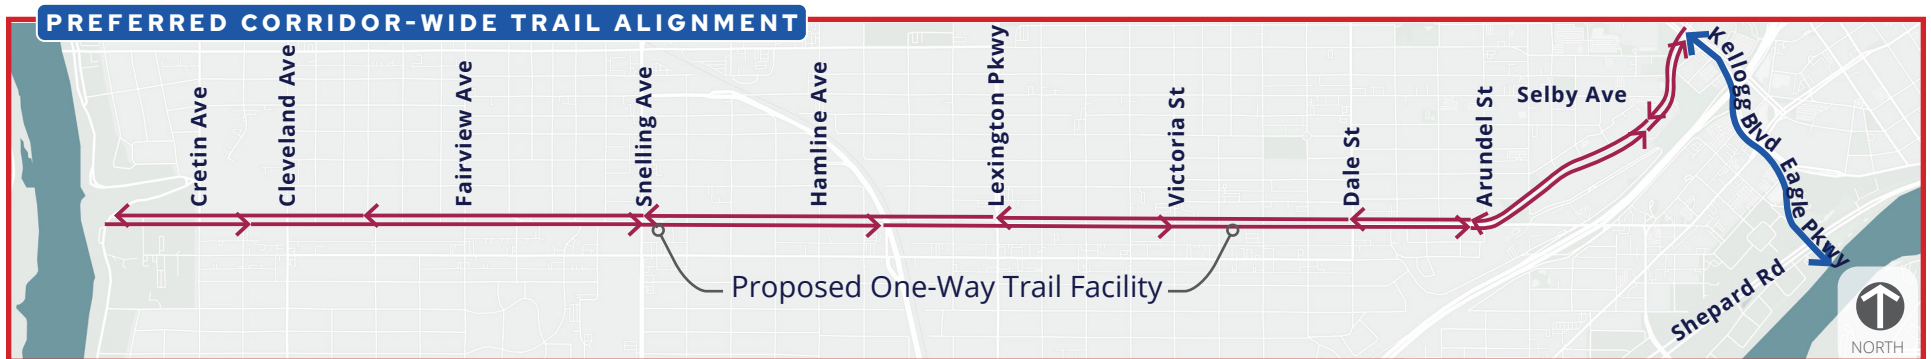 PREFERRED CORRIDOR-WIDE TRAIL ALIGNMENT
Cretin Ave
Cleveland Ave
Fairview Ave
Snelling Ave
Hamline Ave
Lexington Pkwy
Victoria St
Dale St
Arundel St
Selby Ave
Kellogg Blvd
Eagle Pkwy
Shepard Rd
Proposed One-Way Trail Facility
NORTH